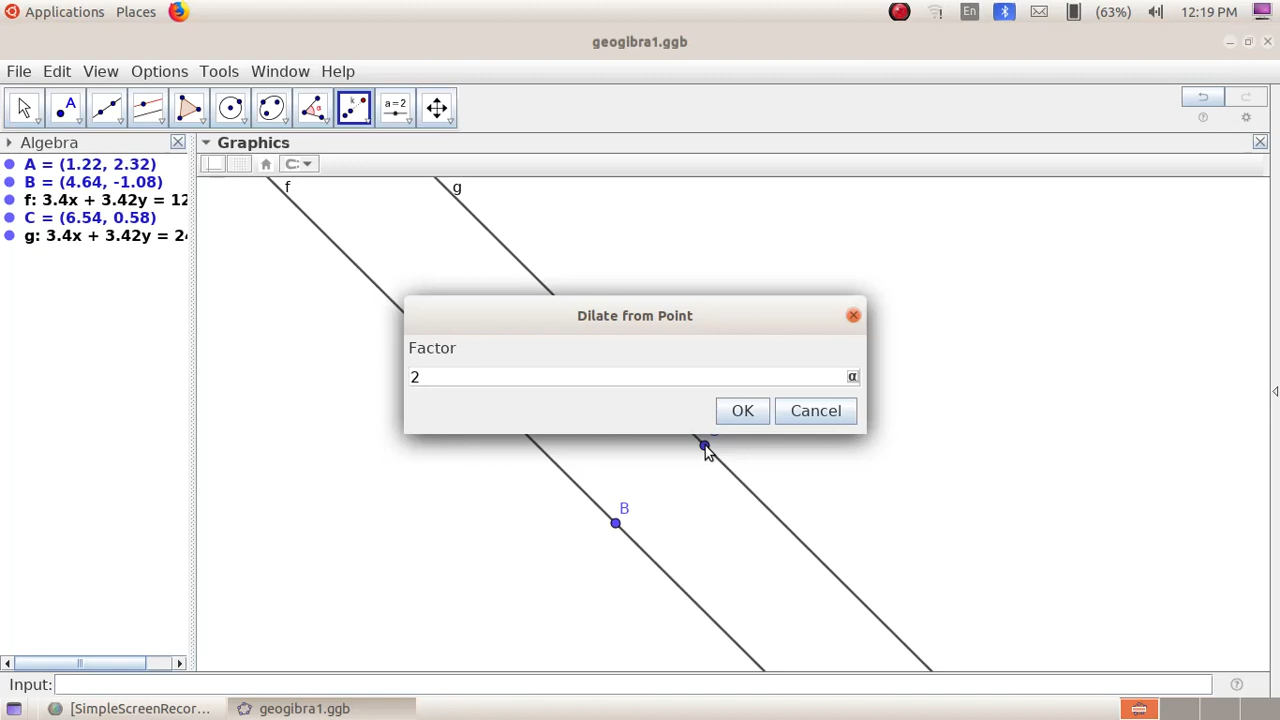 Applications Places En (63%) 12:19 PM
geogibra1.ggb
File Edit View Options Tools Window Help
A α k a=2
Algebra
Graphics
A = (1.22, 2.32)
B = (4.64, -1.08)
f: 3.4x + 3.42y = 12
C = (6.54, 0.58)
g: 3.4x + 3.42y = 2
f g
Dilate from Point
Factor
2 α
OK Cancel
B
Input:
[SimpleScreenRecor... geogibra1.ggb